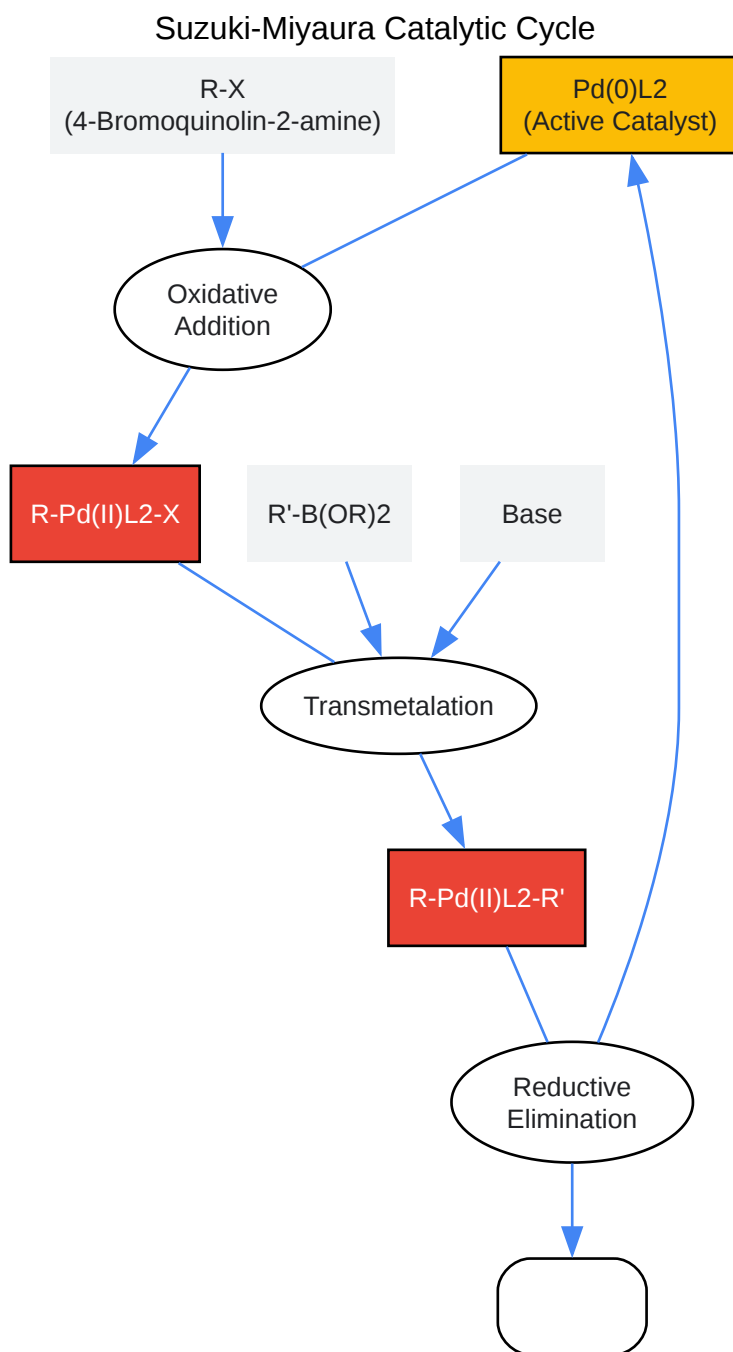 Suzuki-Miyaura Catalytic Cycle
R-X
(4-Bromoquinolin-2-amine)
Pd(0)L2
(Active Catalyst)
Oxidative
Addition
R-Pd(II)L2-X
R'-B(OR)2
Base
Transmetalation
R-Pd(II)L2-R'
Reductive
Elimination